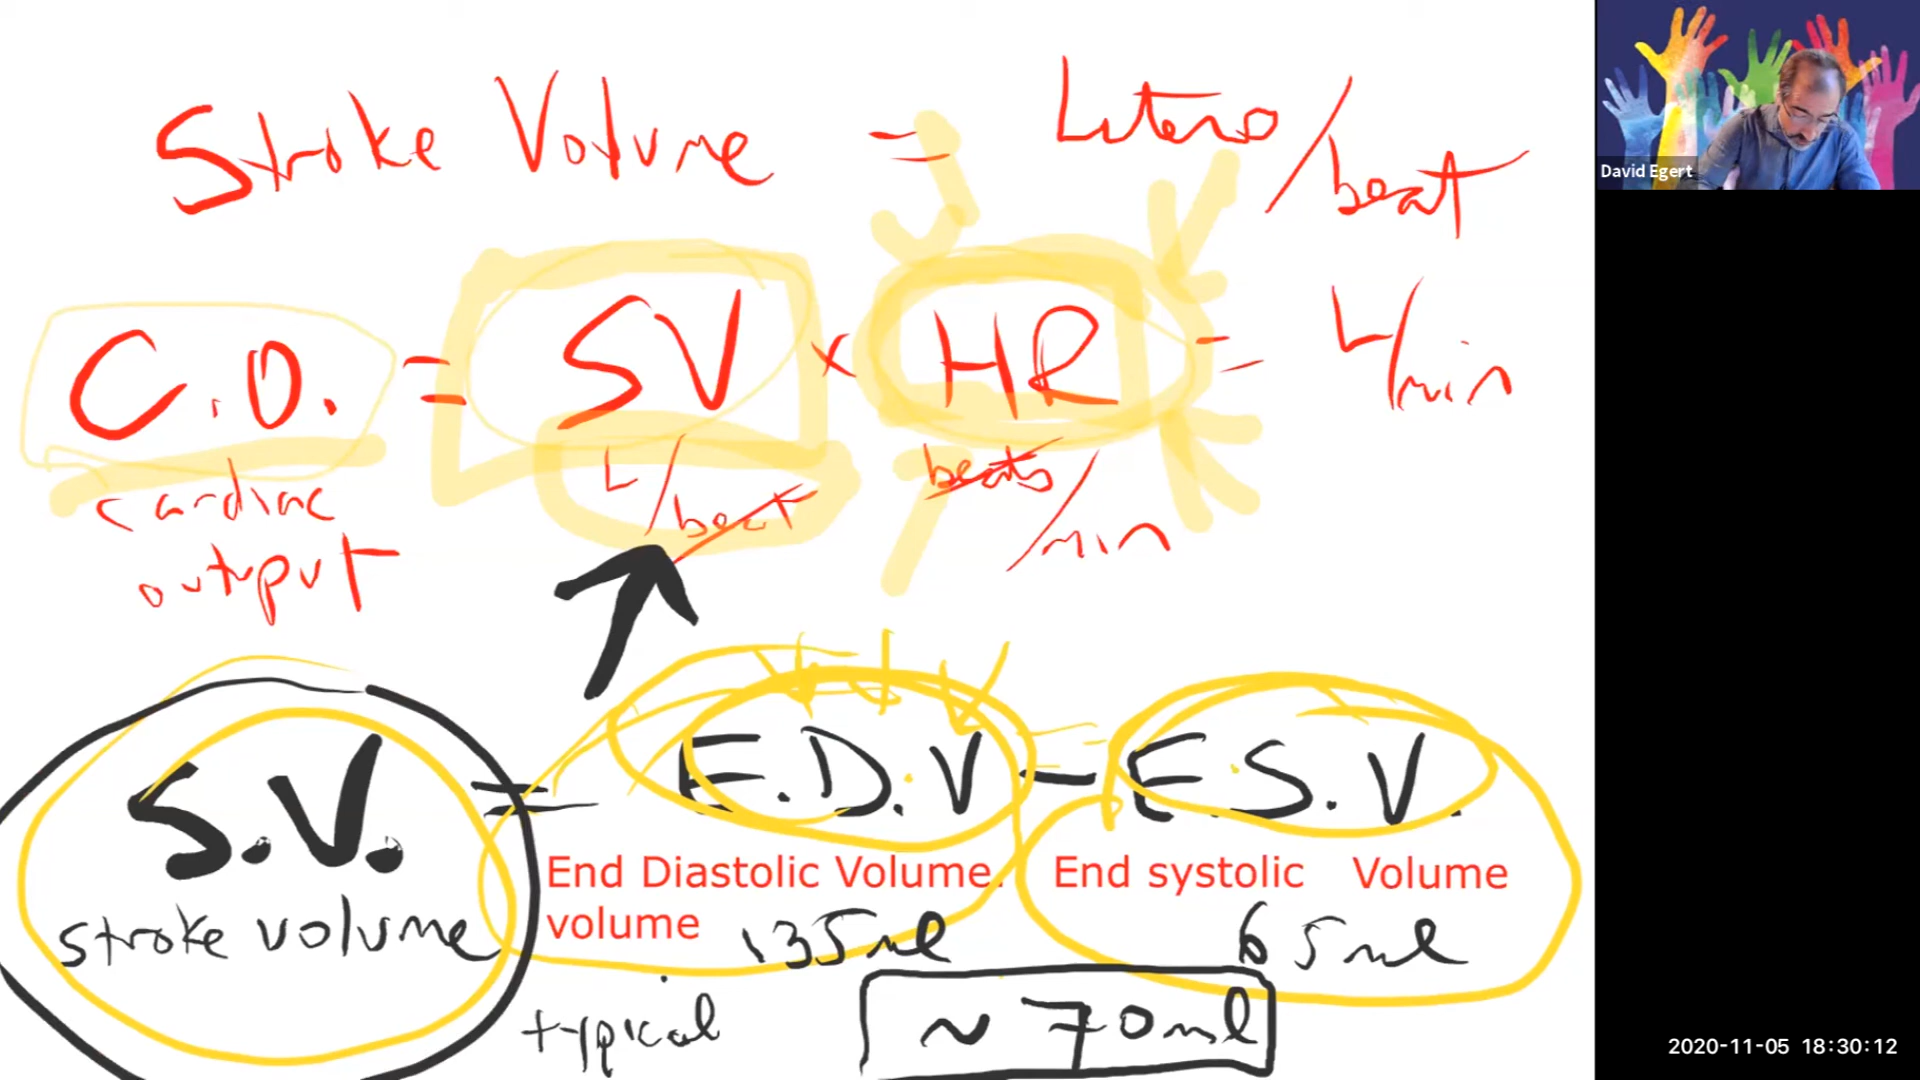 Stroke Volume = Liters/beat
David Egert
C.O. = SV x HR = L/min
L/beat beats/min
cardiac
output
S.V. = E.D.V - E.S.V.
End Diastolic Volume. End systolic Volume
volume
stroke volume 135ml 65ml
typical ~ 70ml
2020-11-05 18:30:12